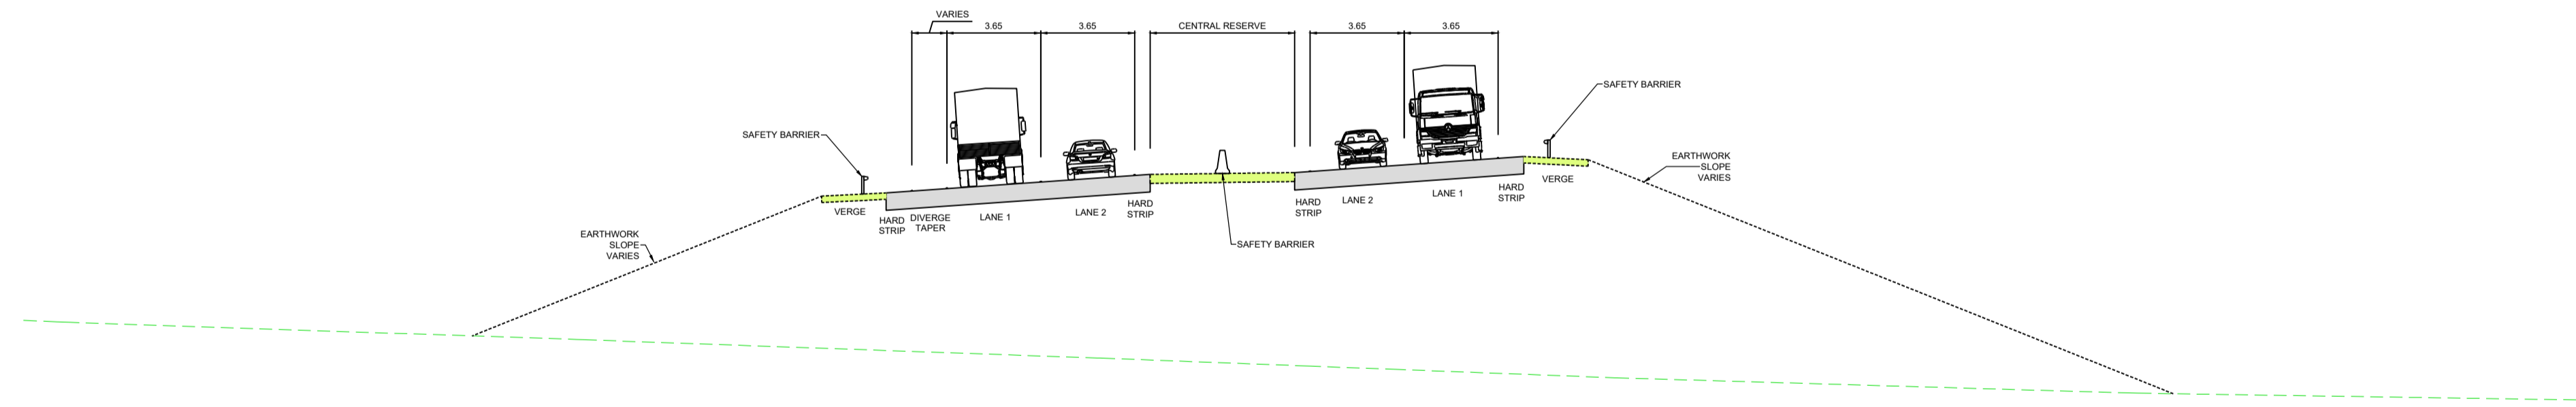 VARIES
3.65
3.65
CENTRAL RESERVE
3.65
3.65
SAFETY BARRIER
SAFETY BARRIER
EARTHWORK
SLOPE
VARIES
VERGE
HARD
STRIP
DIVERGE
TAPER
LANE 1
LANE 2
HARD
STRIP
SAFETY BARRIER
HARD
STRIP
LANE 2
LANE 1
HARD
STRIP
VERGE
EARTHWORK
SLOPE
VARIES